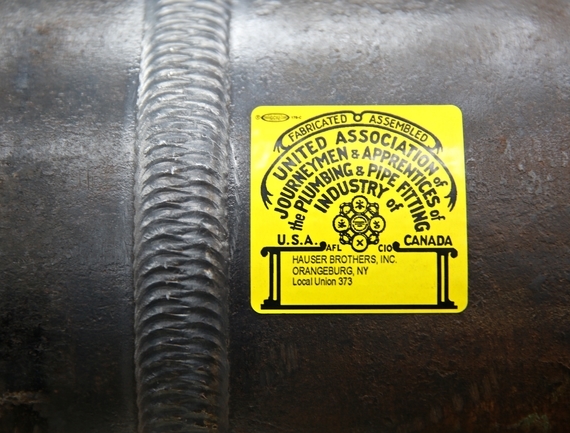 FABRICATED ASSEMBLED
UNITED ASSOCIATION of
JOURNEYMEN & APPRENTICES of
the PLUMBING & PIPE FITTING
INDUSTRY of
U.S.A. CANADA
AFL CIO
HAUSER BROTHERS, INC.
ORANGEBURG, NY
Local Union 373